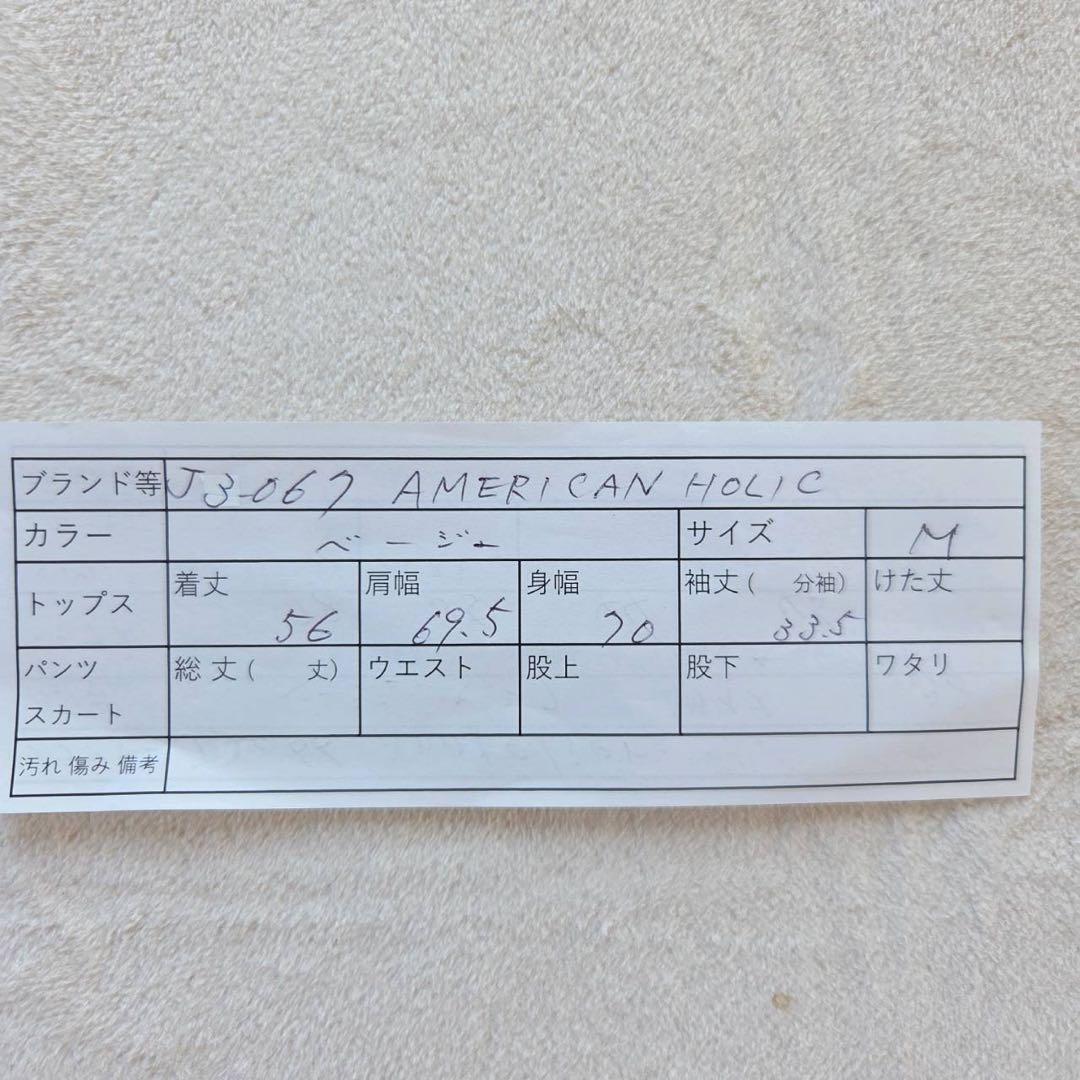 ブランド等 J3-067 AMERICAN HOLIC
カラー ベージュ サイズ M
トップス 着丈 56 肩幅 69.5 身幅 70 袖丈(　分袖) 33.5 けた丈
パンツ スカート 総丈(　丈) ウエスト 股上 股下 ワタリ
汚れ 傷み 備考